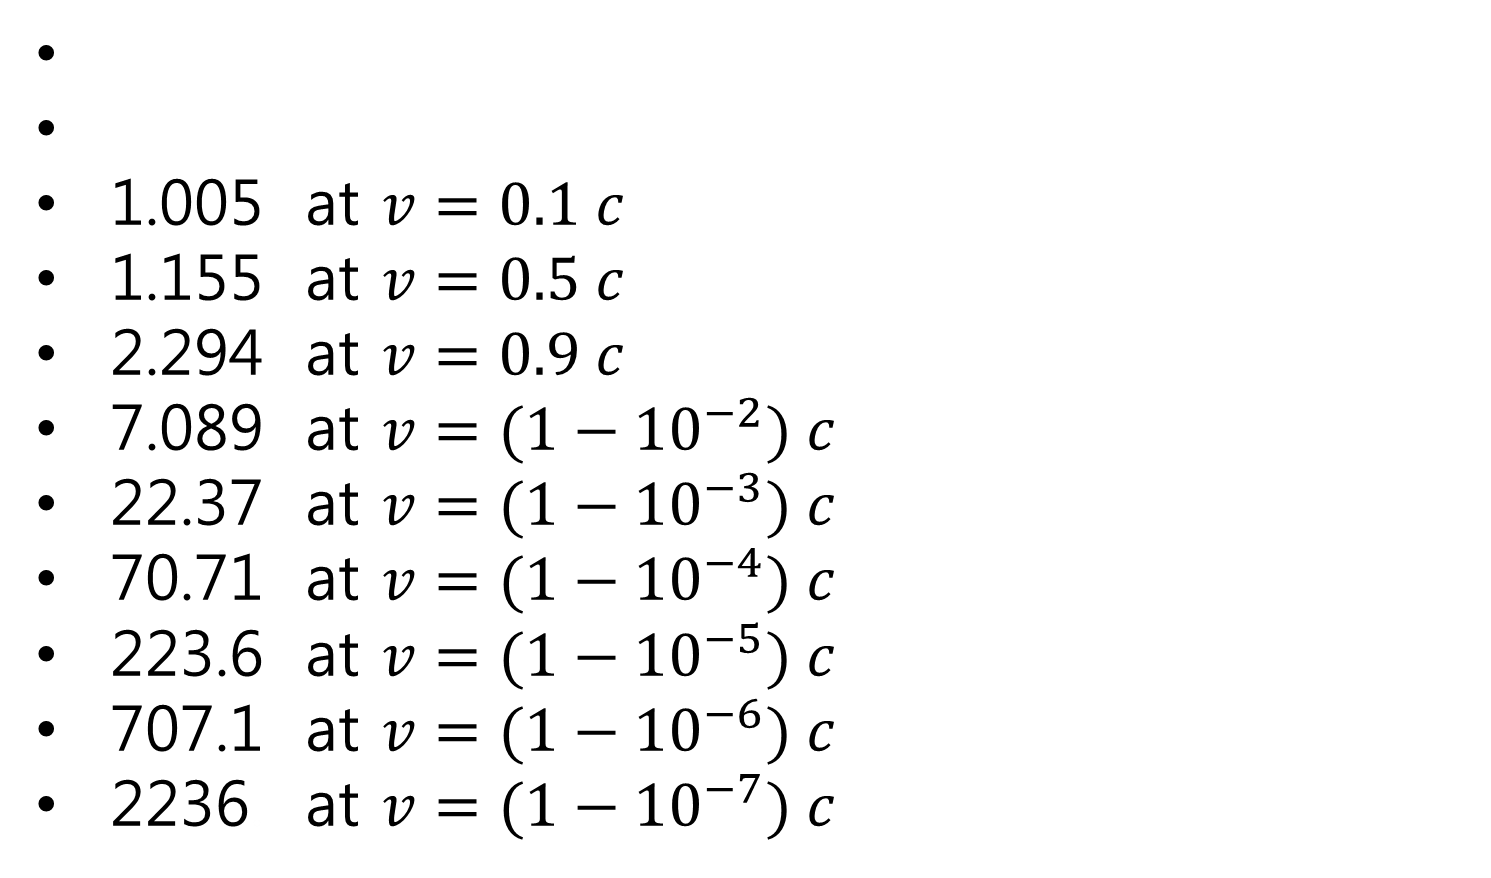 •
•
• 1.005 at 𝑣 = 0.1 𝑐
• 1.155 at 𝑣 = 0.5 𝑐
• 2.294 at 𝑣 = 0.9 𝑐
• 7.089 at 𝑣 = (1 − 10⁻²) 𝑐
• 22.37 at 𝑣 = (1 − 10⁻³) 𝑐
• 70.71 at 𝑣 = (1 − 10⁻⁴) 𝑐
• 223.6 at 𝑣 = (1 − 10⁻⁵) 𝑐
• 707.1 at 𝑣 = (1 − 10⁻⁶) 𝑐
• 2236 at 𝑣 = (1 − 10⁻⁷) 𝑐